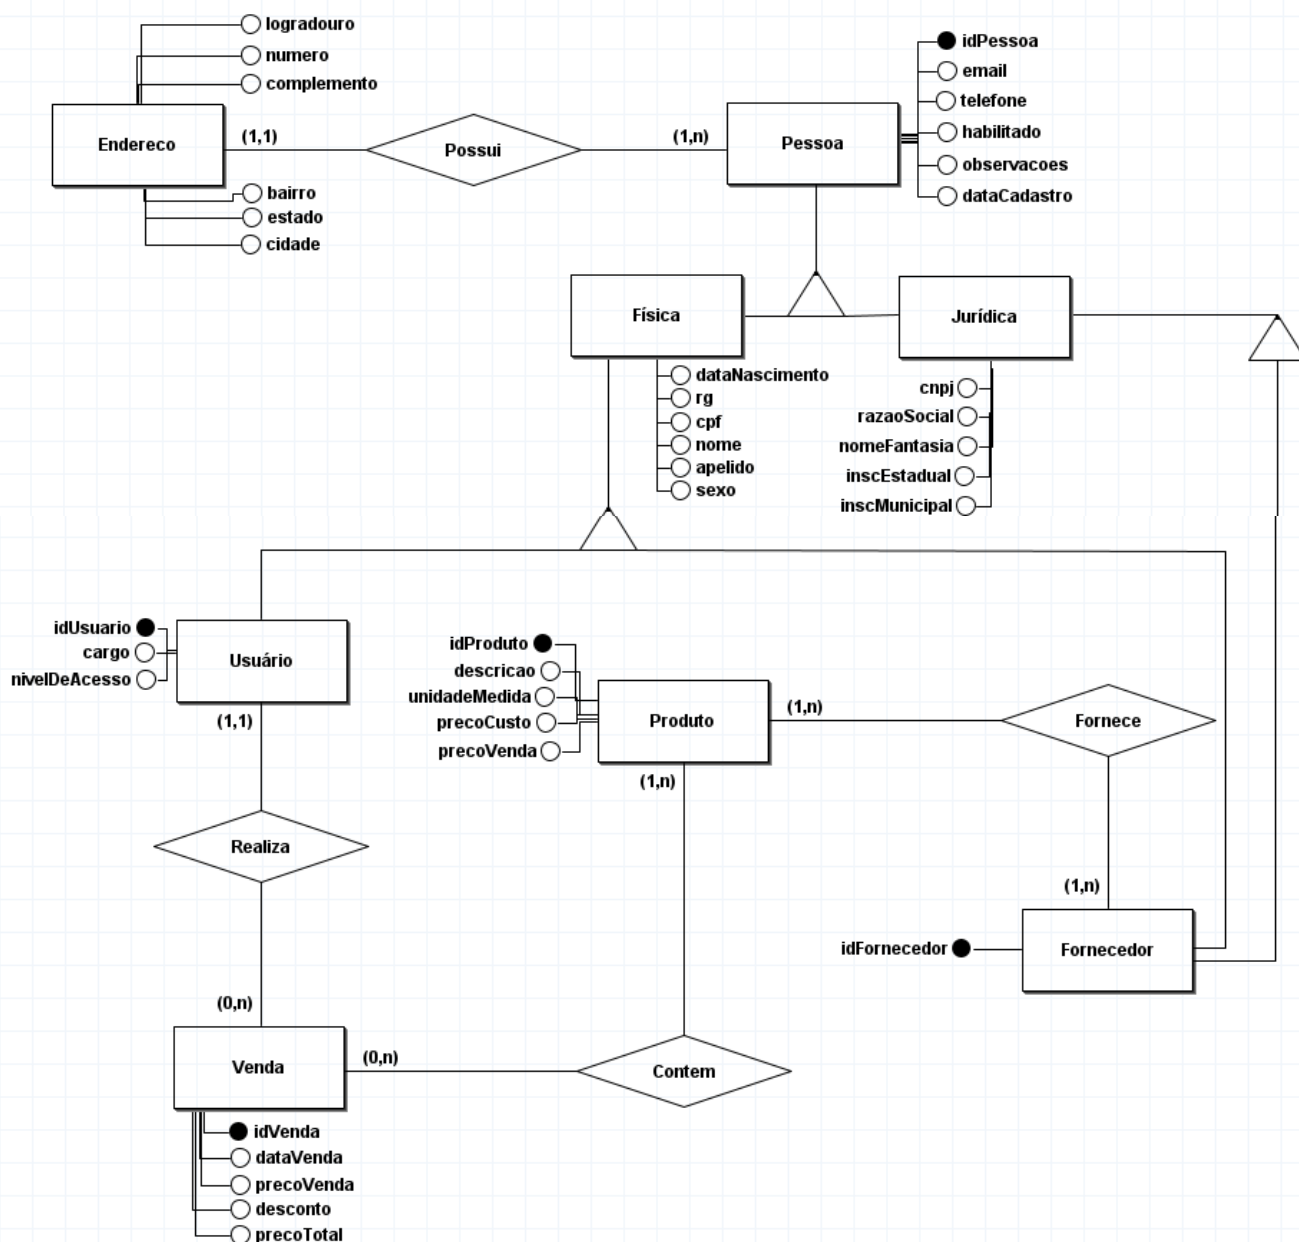 logradouro
numero
complemento
Endereco
(1,1)
Possui
(1,n)
Pessoa
idPessoa
email
telefone
habilitado
observacoes
dataCadastro
bairro
estado
cidade
Física
Jurídica
dataNascimento
rg
cpf
nome
apelido
sexo
cnpj
razaoSocial
nomeFantasia
inscEstadual
inscMunicipal
idUsuario
cargo
nivelDeAcesso
Usuário
(1,1)
idProduto
descricao
unidadeMedida
precoCusto
precoVenda
Produto
(1,n)
Fornece
(1,n)
Realiza
(1,n)
idFornecedor
Fornecedor
(0,n)
Venda
(0,n)
Contem
idVenda
dataVenda
precoVenda
desconto
precoTotal